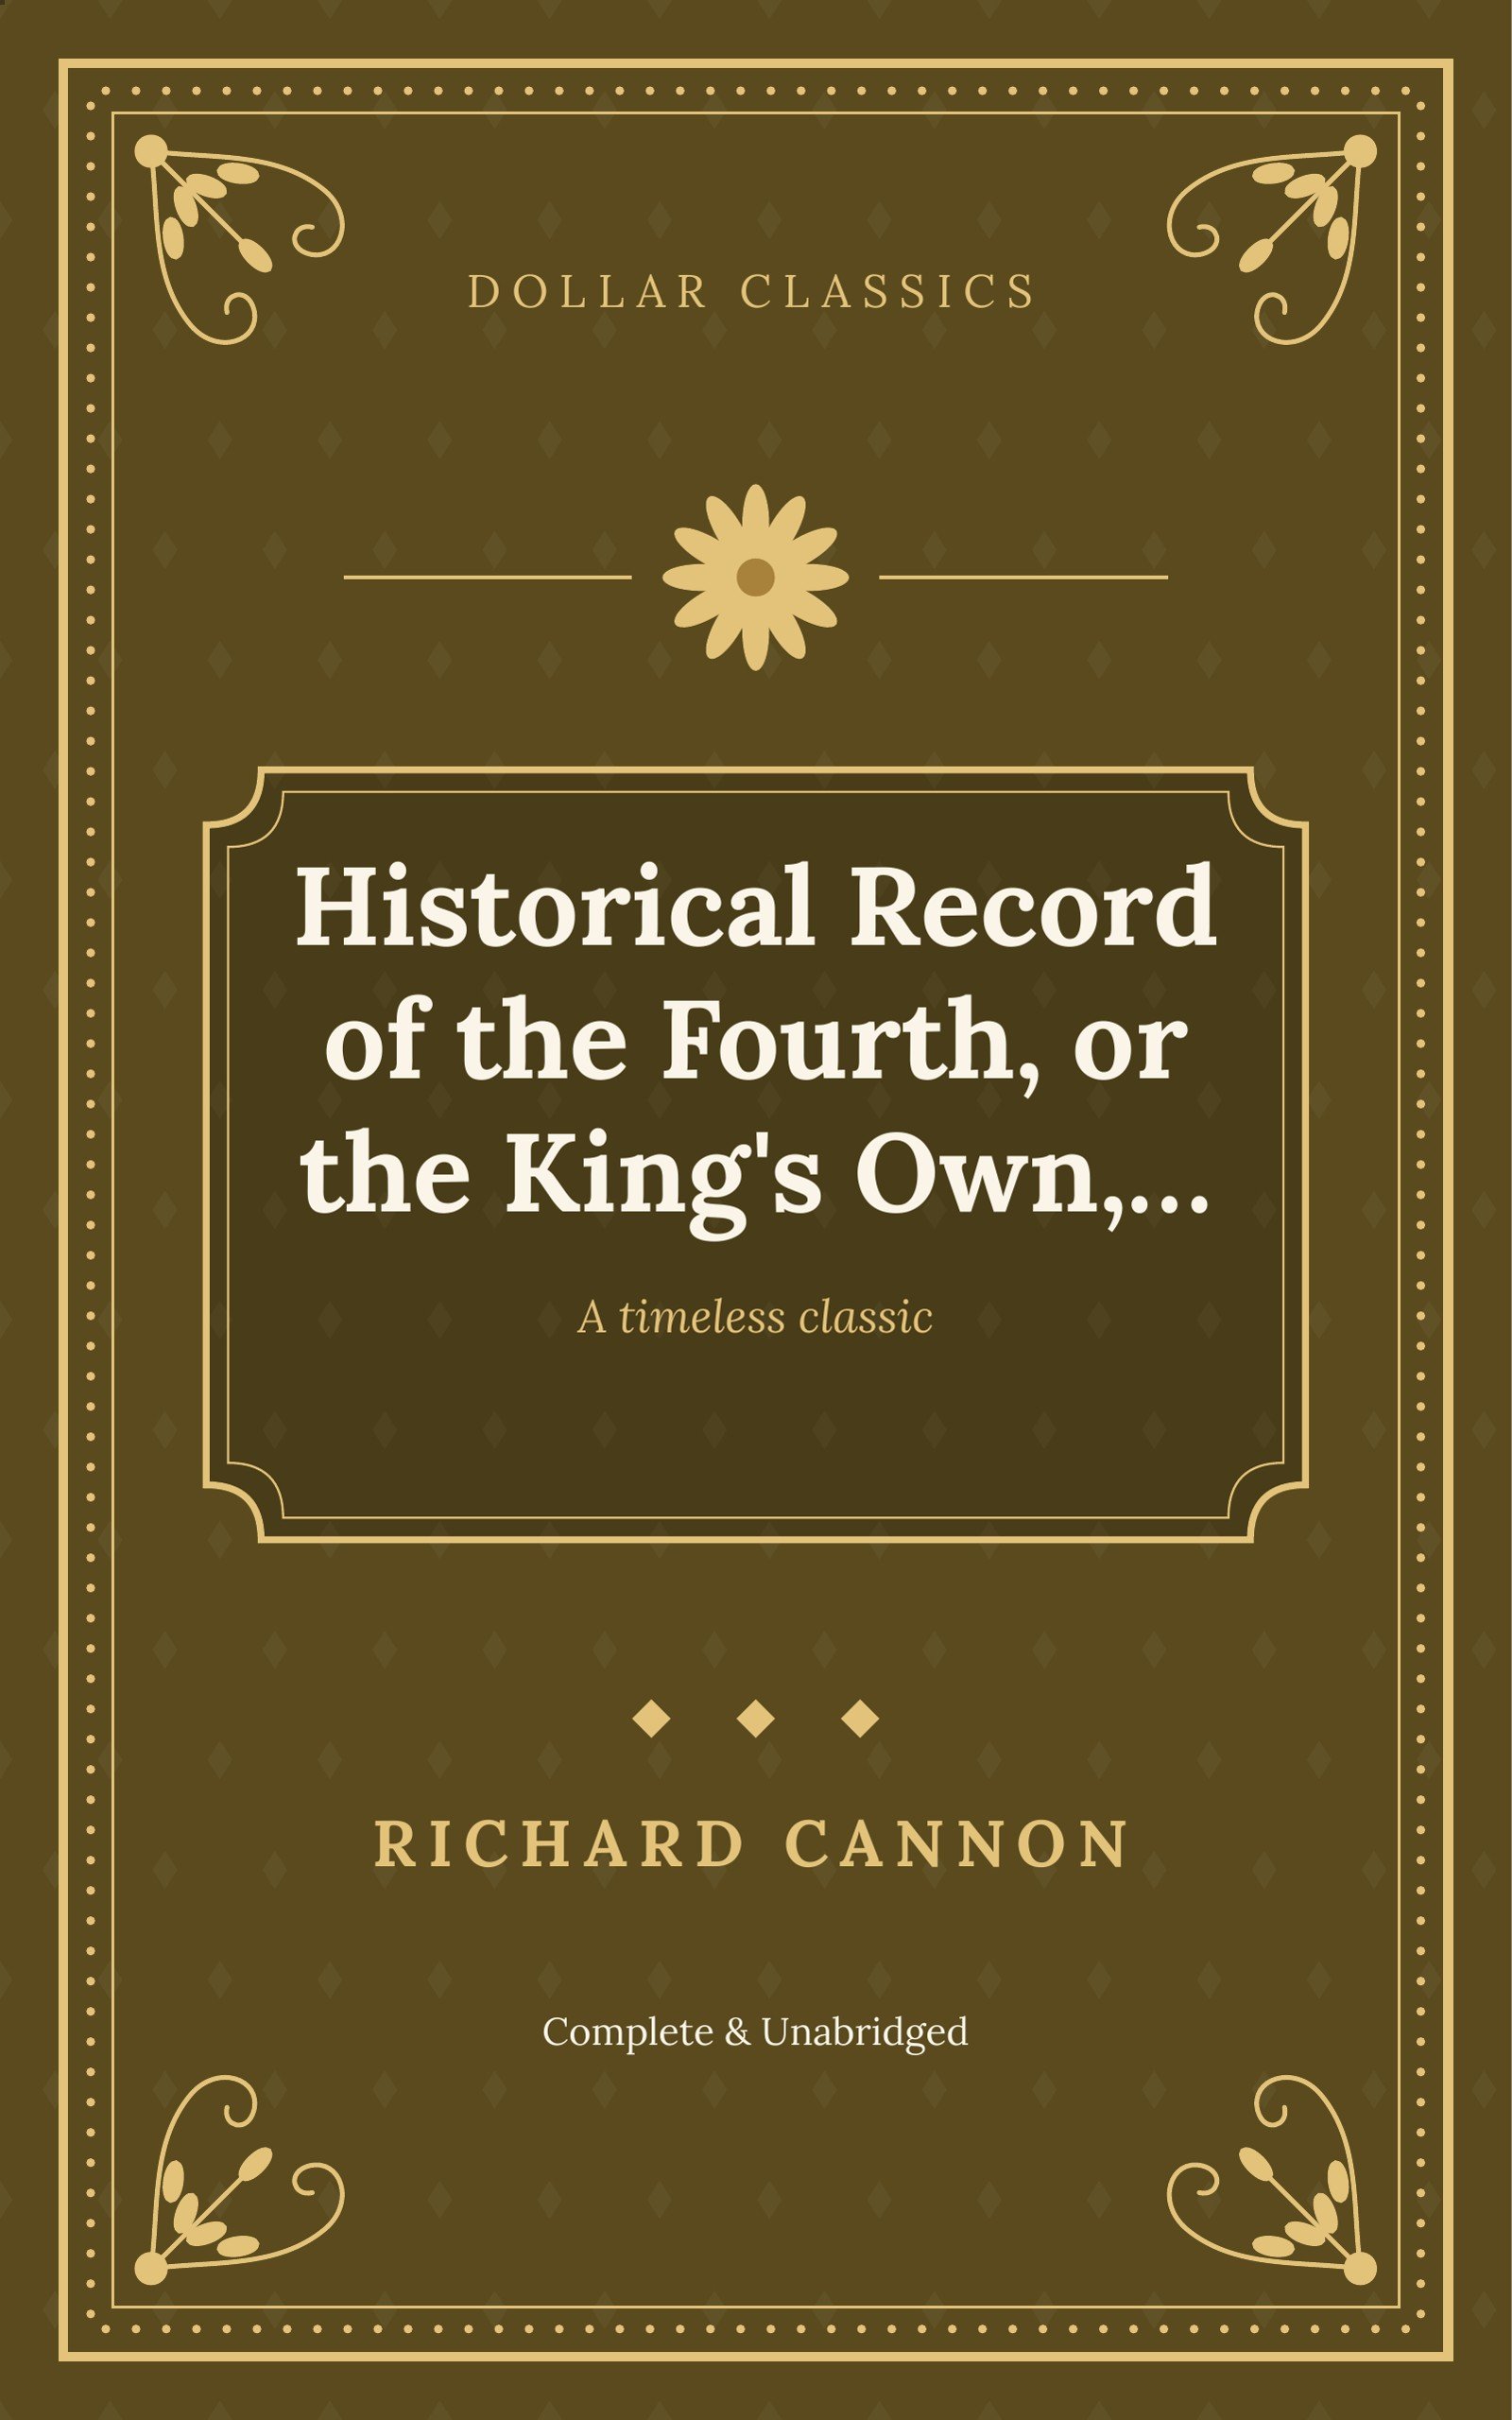 DOLLAR CLASSICS
Historical Record
of the Fourth, or
the King's Own,...
A timeless classic
RICHARD CANNON
Complete & Unabridged